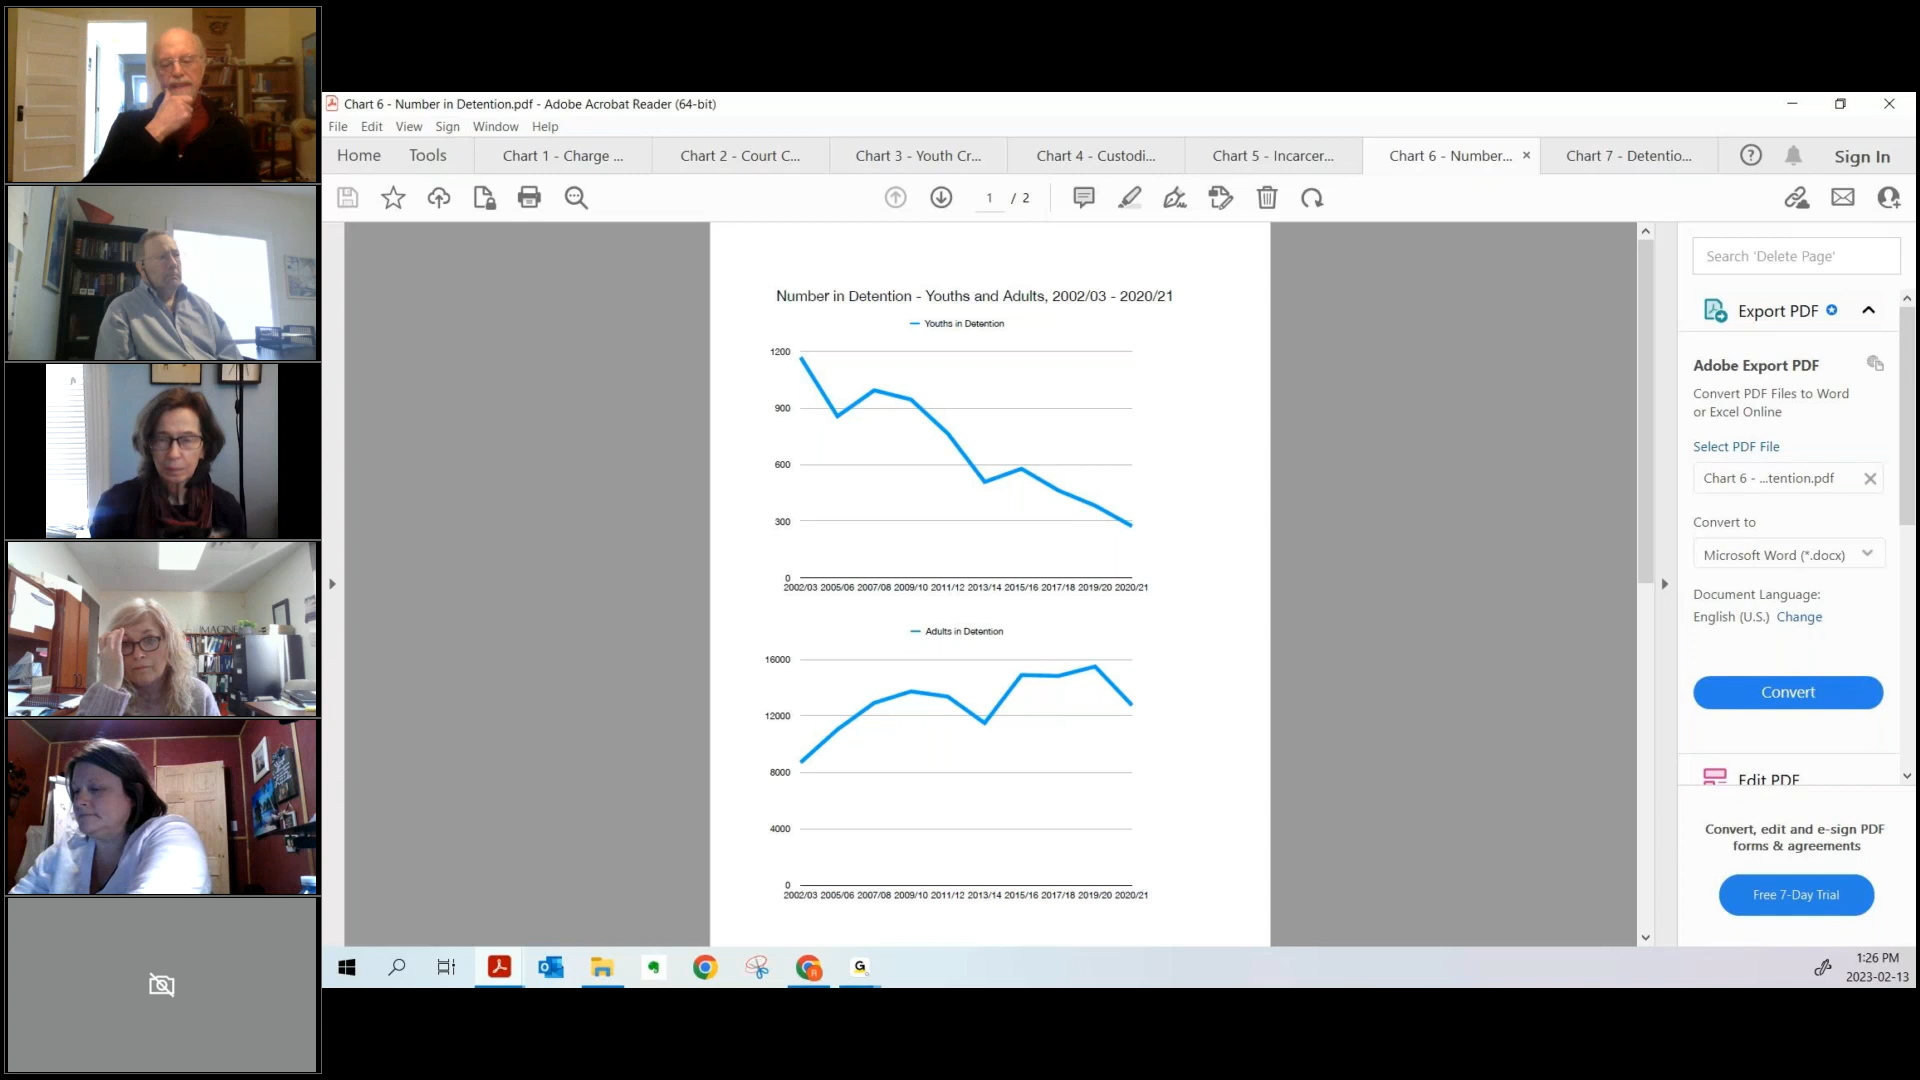 IMAGINE
Chart 6 - Number in Detention.pdf - Adobe Acrobat Reader (64-bit)
File Edit View Sign Window Help
Home Tools Chart 1 - Charge ... Chart 2 - Court C... Chart 3 - Youth Cr... Chart 4 - Custodi... Chart 5 - Incarcer... Chart 6 - Number... × Chart 7 - Detentio... Sign In
1 / 2
Number in Detention - Youths and Adults, 2002/03 - 2020/21
Youths in Detention
1200
900
600
300
0
2002/03 2005/06 2007/08 2009/10 2011/12 2013/14 2015/16 2017/18 2019/20 2020/21
Adults in Detention
16000
12000
8000
4000
0
2002/03 2005/06 2007/08 2009/10 2011/12 2013/14 2015/16 2017/18 2019/20 2020/21
Search 'Delete Page'
Export PDF
Adobe Export PDF
Convert PDF Files to Word
or Excel Online
Select PDF File
Chart 6 - ...tention.pdf
Convert to
Microsoft Word (*.docx)
Document Language:
English (U.S.) Change
Convert
Edit PDF
Convert, edit and e-sign PDF
forms & agreements
Free 7-Day Trial
1:26 PM
2023-02-13